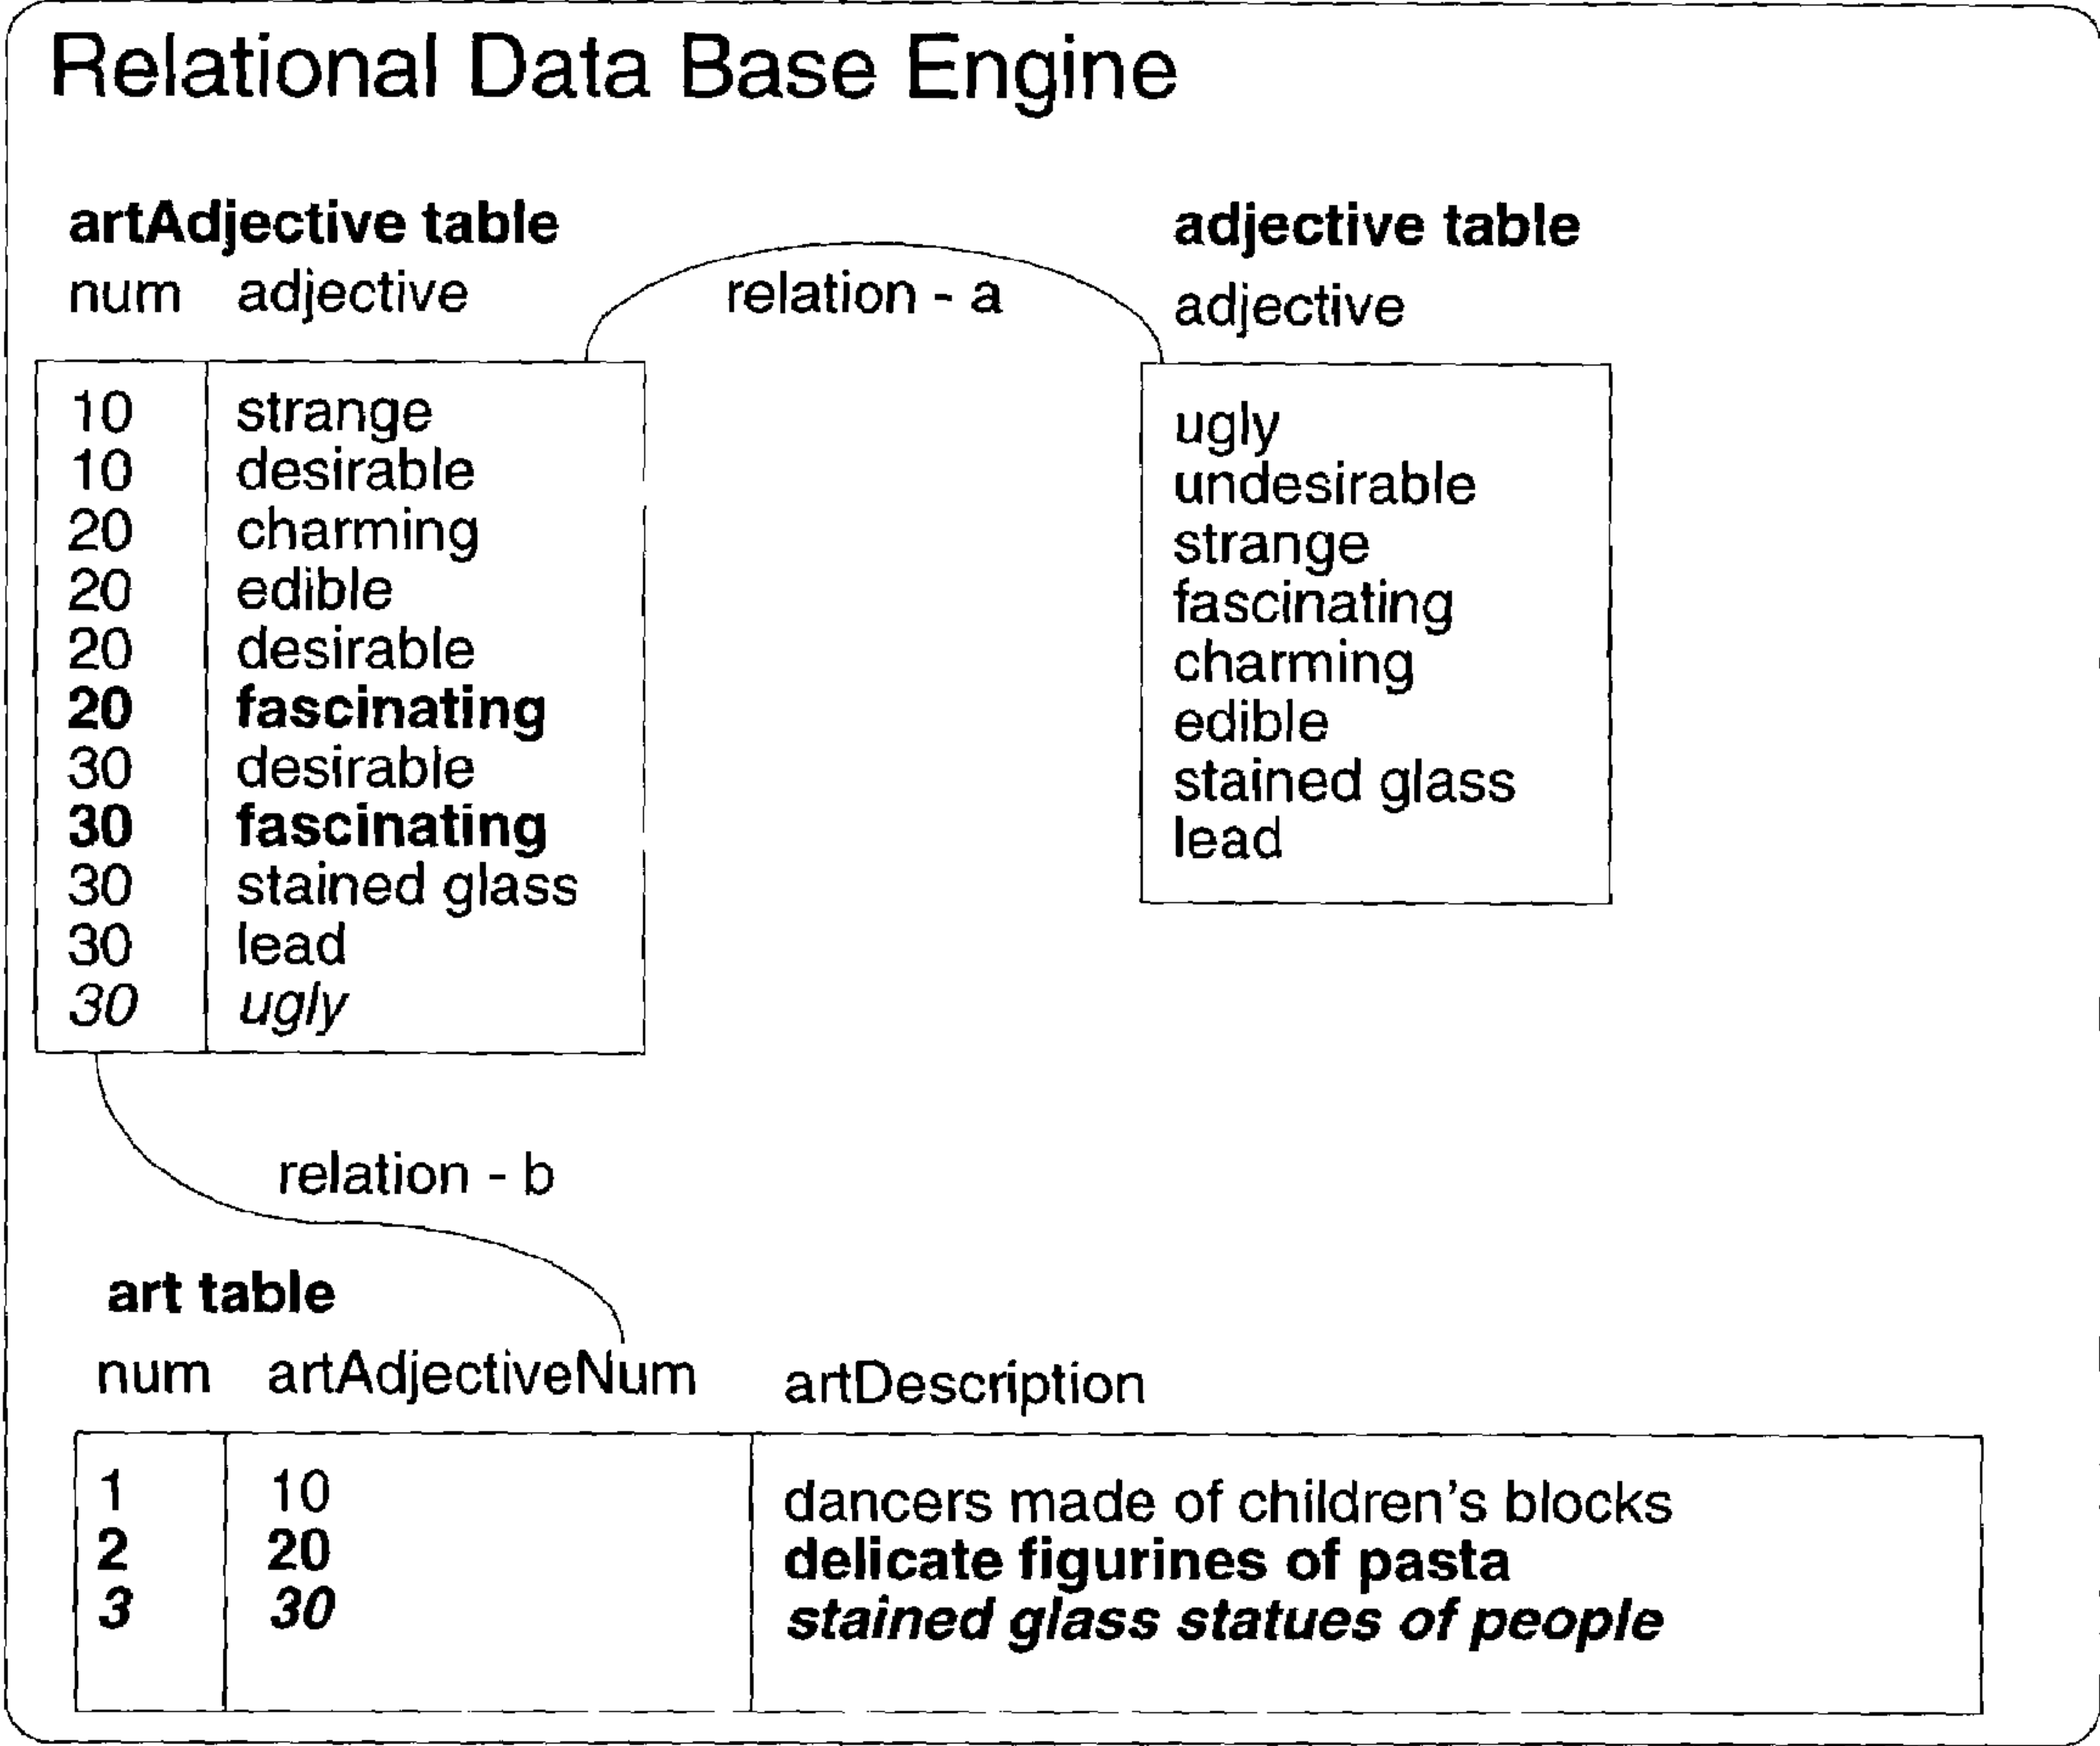 Relational Data Base Engine
artAdjective table
num adjective
relation - a
adjective table
adjective
10 strange
10 desirable
20 charming
20 edible
20 desirable
20 fascinating
30 desirable
30 fascinating
30 stained glass
30 lead
30 ugly
ugly
undesirable
strange
fascinating
charming
edible
stained glass
lead
relation - b
art table
num artAdjectiveNum artDescription
1 10 dancers made of children's blocks
2 20 delicate figurines of pasta
3 30 stained glass statues of people